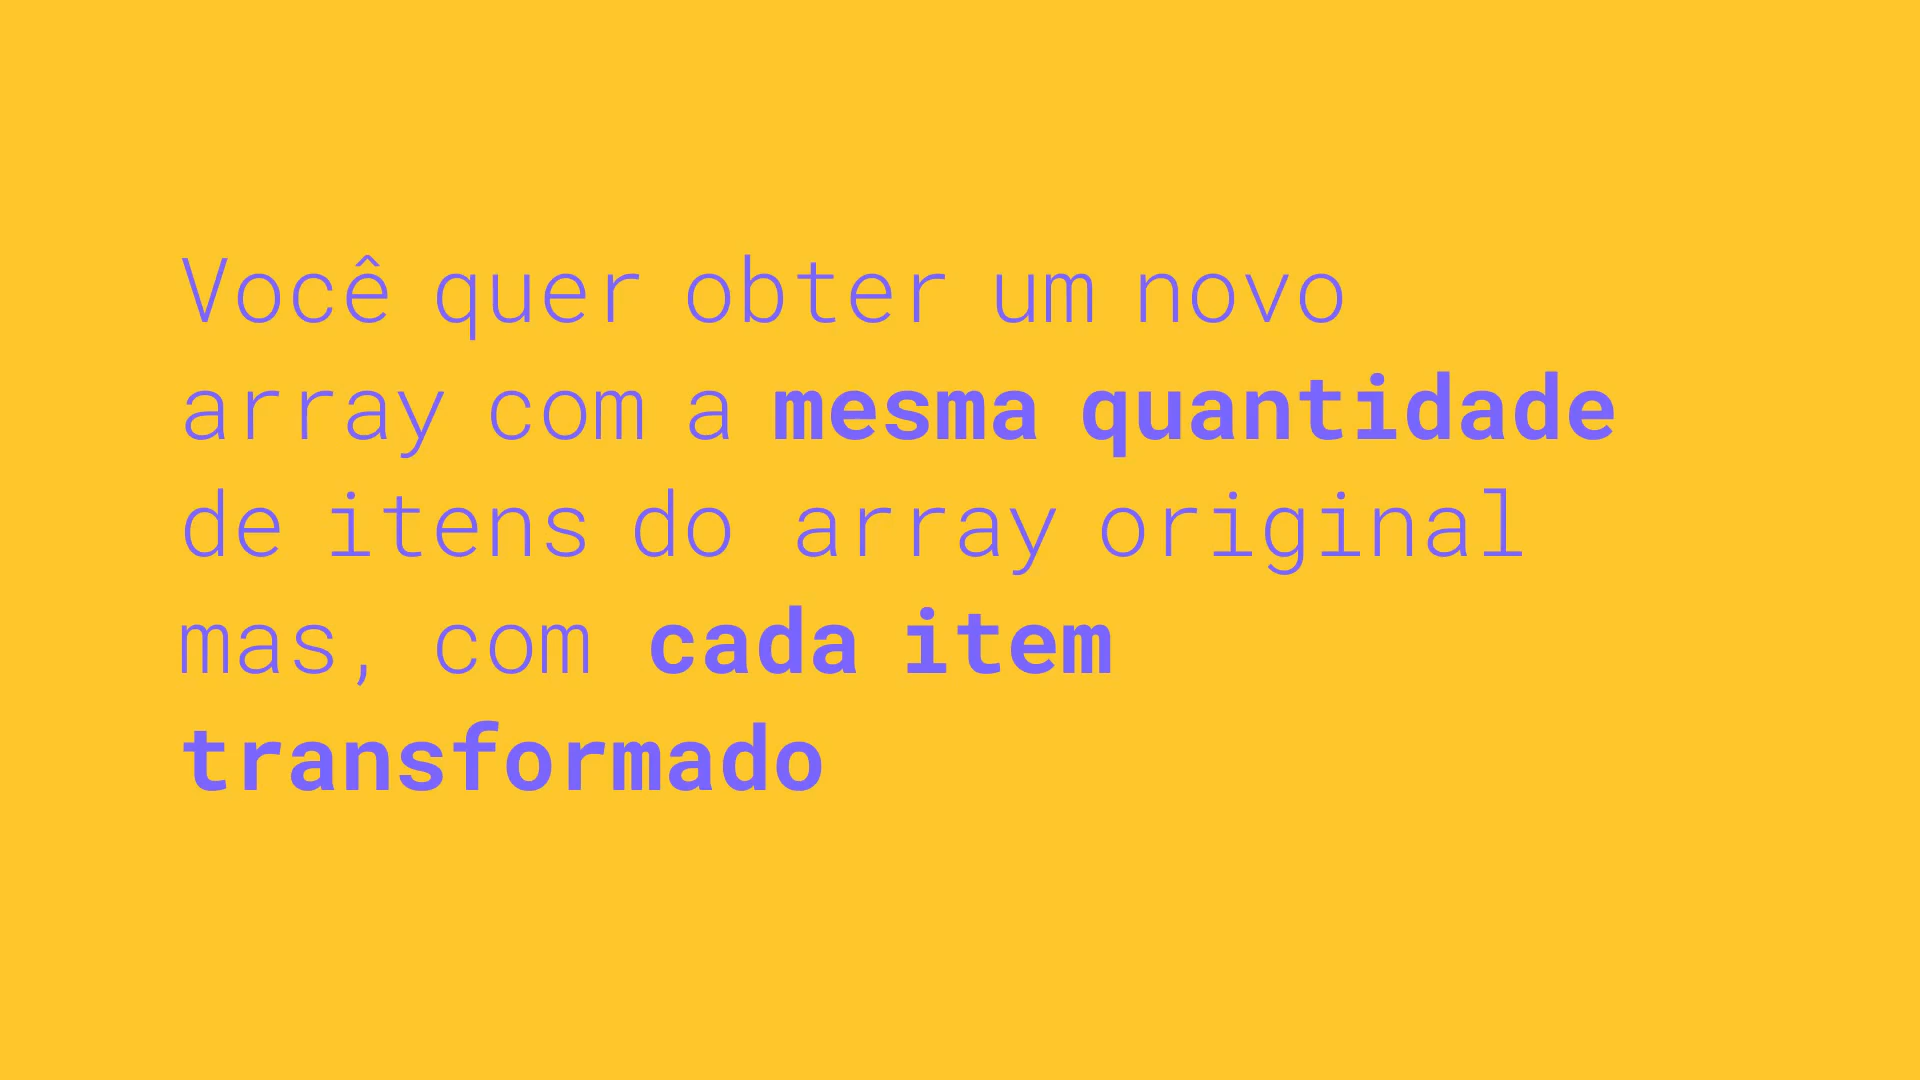 Você quer obter um novo
array com a mesma quantidade
de itens do array original
mas, com cada item
transformado